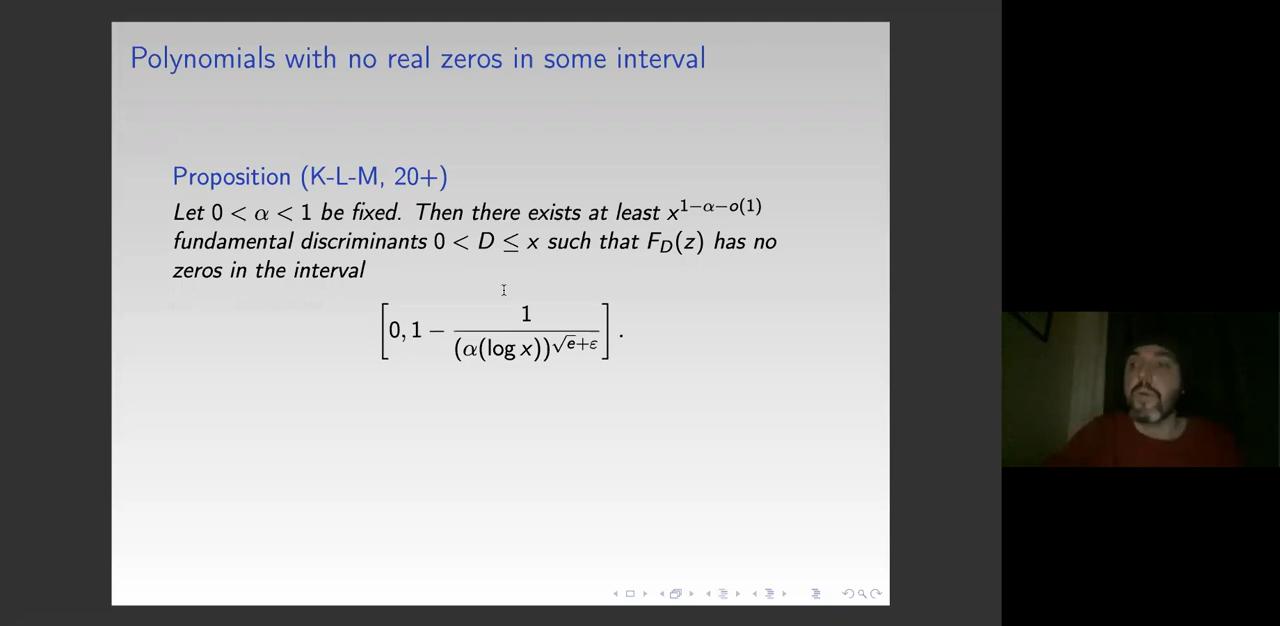 Polynomials with no real zeros in some interval
Proposition (K-L-M, 20+)
Let 0 < α < 1 be fixed. Then there exists at least x^{1−α−o(1)}
fundamental discriminants 0 < D ≤ x such that F_D(z) has no
zeros in the interval
[0, 1 − \frac{1}{(α(log x))^{√e+ε}}].